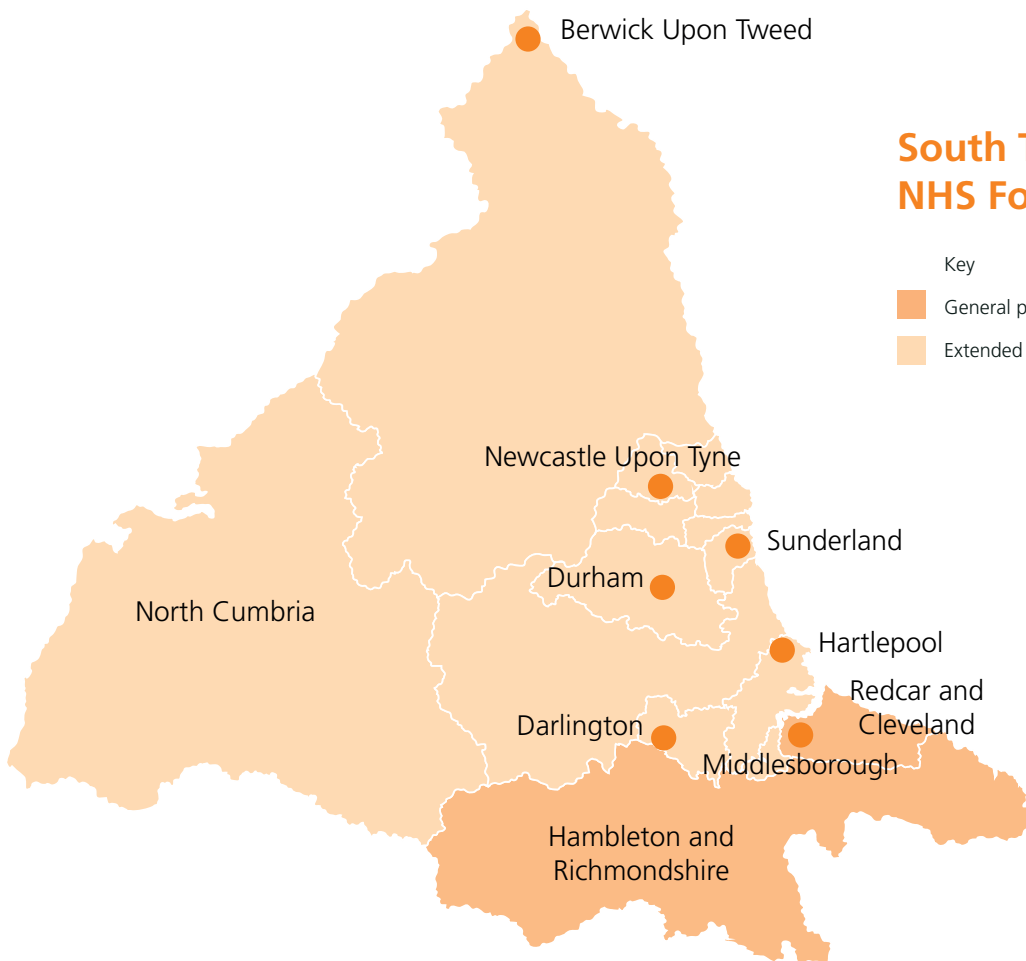 Berwick Upon Tweed
South
NHS
Key
General
Extended
Newcastle Upon Tyne
Sunderland
Durham
North Cumbria
Hartlepool
Redcar and
Cleveland
Darlington
Middlesborough
Hambleton and
Richmondshire